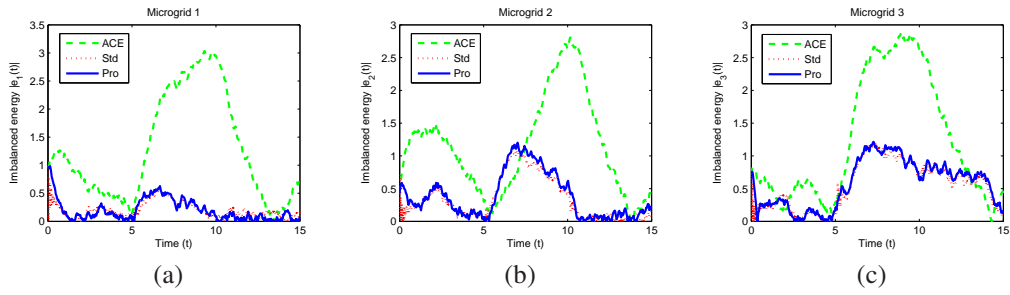 Microgrid 1
Imbalanced energy |e1(t)|
3.5
3
2.5
2
1.5
1
0.5
0
ACE
Std
Pro
0 5 10 15
Time (t)
(a)
Microgrid 2
Imbalanced energy |e2(t)|
3
2.5
2
1.5
1
0.5
0
ACE
Std
Pro
0 5 10 15
Time (t)
(b)
Microgrid 3
Imbalanced energy |e3(t)|
3
2.5
2
1.5
1
0.5
0
ACE
Std
Pro
0 5 10 15
Time (t)
(c)